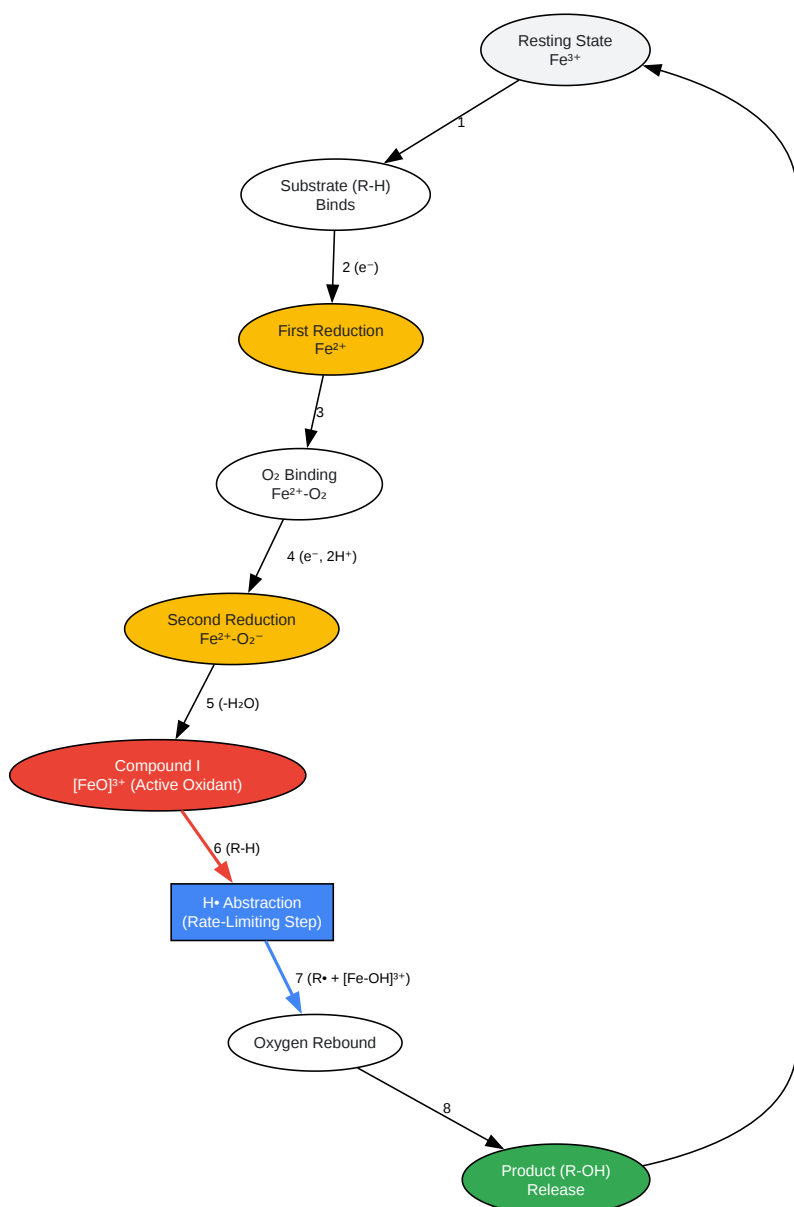 Resting State
Fe³⁺
1
Substrate (R-H)
Binds
2 (e⁻)
First Reduction
Fe²⁺
3
O₂ Binding
Fe²⁺-O₂
4 (e⁻, 2H⁺)
Second Reduction
Fe²⁺-O₂⁻
5 (-H₂O)
Compound I
[FeO]³⁺ (Active Oxidant)
6 (R-H)
H• Abstraction
(Rate-Limiting Step)
7 (R• + [Fe-OH]³⁺)
Oxygen Rebound
8
Product (R-OH)
Release